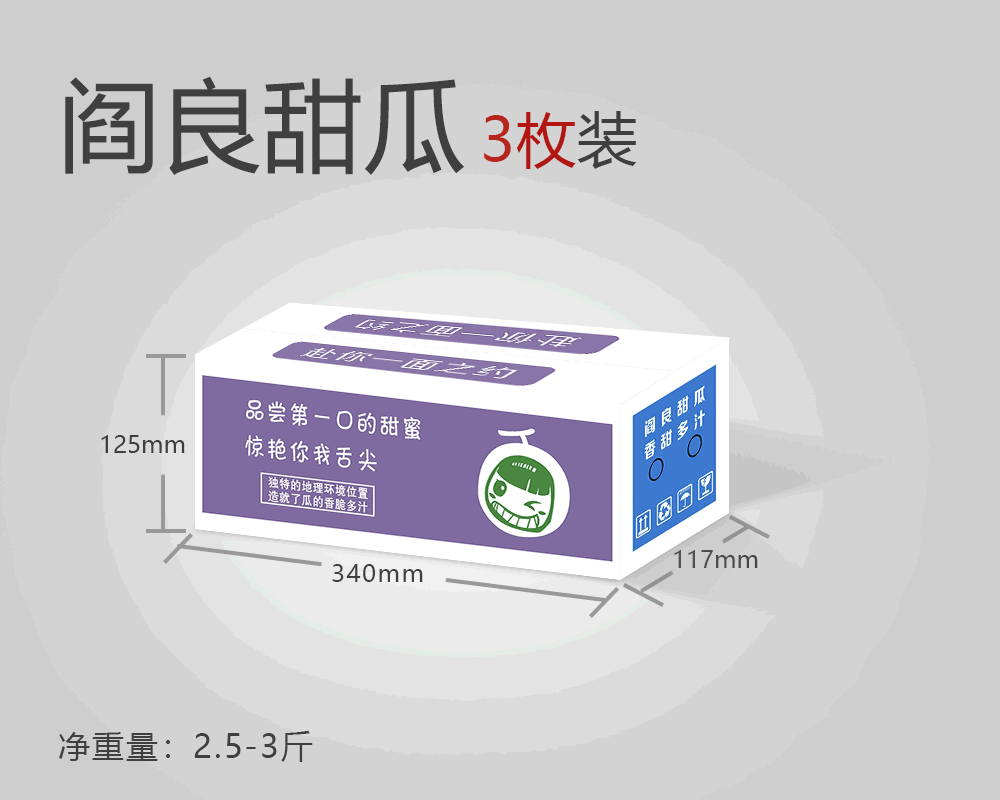 阎良甜瓜 3枚装
赴你一面之约
赴你一面之约
品尝第一口的甜蜜
惊艳你我舌尖
独特的地理环境位置
造就了瓜的香脆多汁
阎良甜瓜
香甜多汁
125mm
340mm
117mm
净重量：2.5-3斤